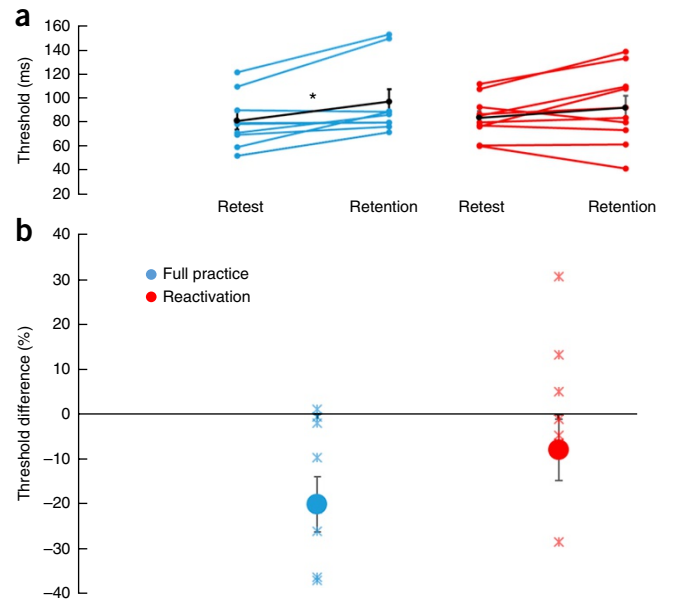 a
Threshold (ms)
160
140
120
100
80
60
40
20
*
Retest
Retention
Retest
Retention
b
Threshold difference (%)
40
30
20
10
0
−10
−20
−30
−40
Full practice
Reactivation